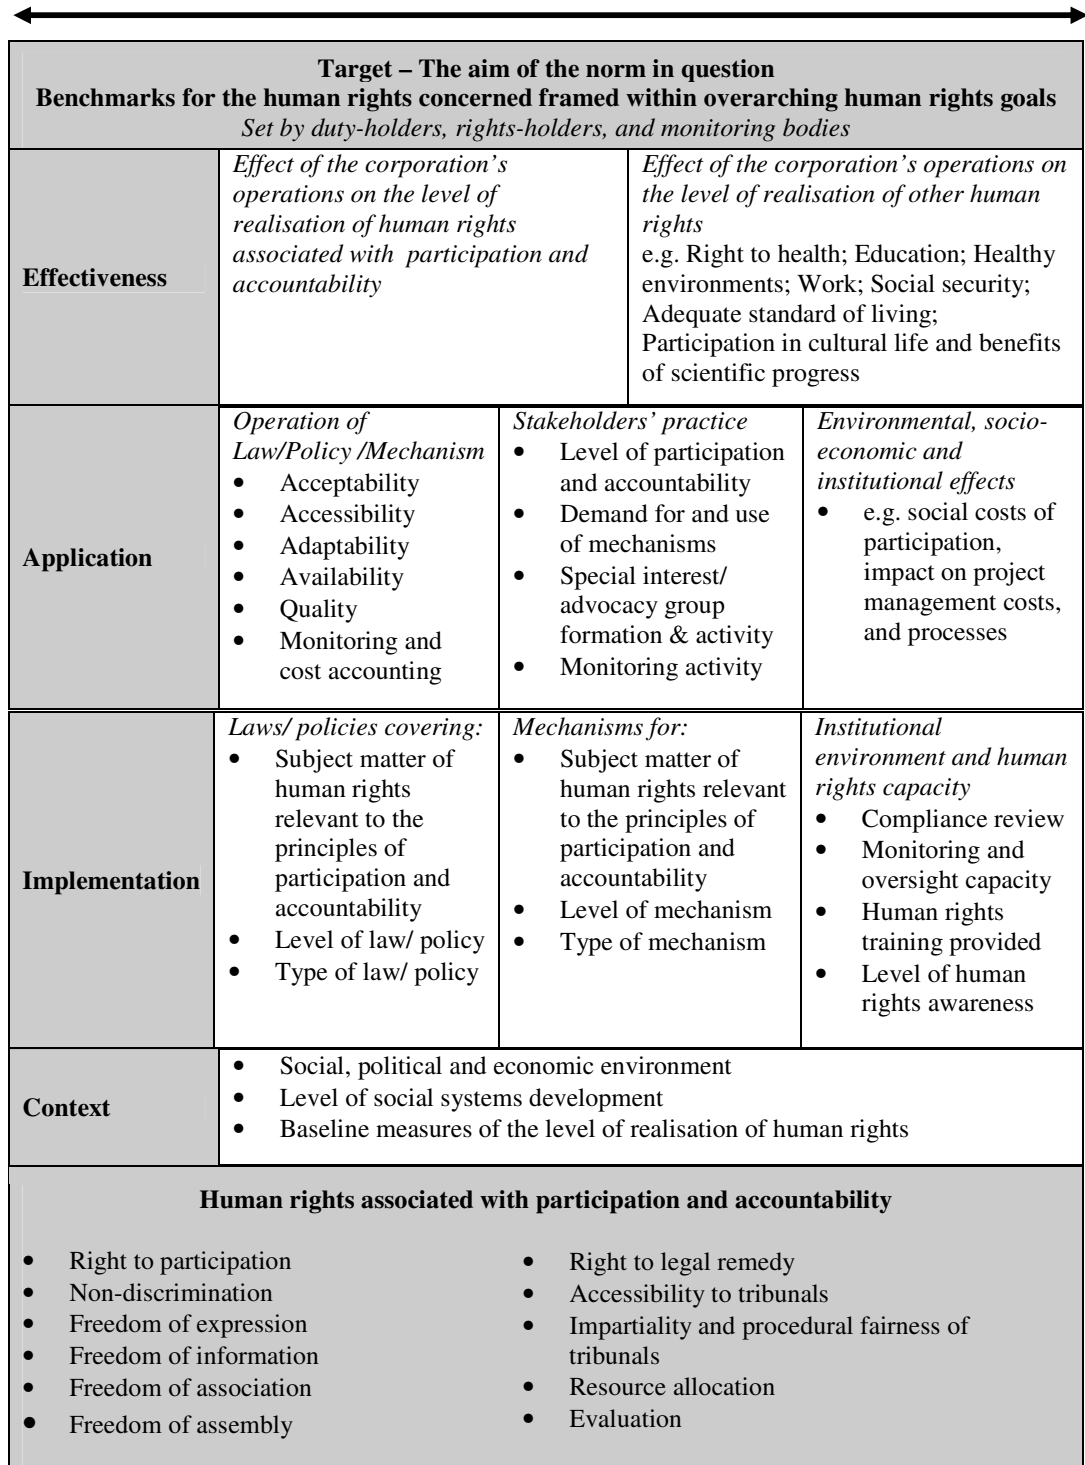 Target – The aim of the norm in question
Benchmarks for the human rights concerned framed within overarching human rights goals
Set by duty-holders, rights-holders, and monitoring bodies
Effectiveness
Effect of the corporation’s
operations on the level of
realisation of human rights
associated with participation and
accountability
Effect of the corporation’s operations on
the level of realisation of other human
rights
e.g. Right to health; Education; Healthy
environments; Work; Social security;
Adequate standard of living;
Participation in cultural life and benefits
of scientific progress
Application
Operation of
Law/Policy /Mechanism
• Acceptability
• Accessibility
• Adaptability
• Availability
• Quality
• Monitoring and
cost accounting
Stakeholders’ practice
• Level of participation
and accountability
• Demand for and use
of mechanisms
• Special interest/
advocacy group
formation & activity
• Monitoring activity
Environmental, socio-
economic and
institutional effects
• e.g. social costs of
participation,
impact on project
management costs,
and processes
Implementation
Laws/ policies covering:
• Subject matter of
human rights
relevant to the
principles of
participation and
accountability
• Level of law/ policy
• Type of law/ policy
Mechanisms for:
• Subject matter of
human rights relevant
to the principles of
participation and
accountability
• Level of mechanism
• Type of mechanism
Institutional
environment and human
rights capacity
• Compliance review
• Monitoring and
oversight capacity
• Human rights
training provided
• Level of human
rights awareness
Context
• Social, political and economic environment
• Level of social systems development
• Baseline measures of the level of realisation of human rights
Human rights associated with participation and accountability
• Right to participation
• Non-discrimination
• Freedom of expression
• Freedom of information
• Freedom of association
• Freedom of assembly
• Right to legal remedy
• Accessibility to tribunals
• Impartiality and procedural fairness of
tribunals
• Resource allocation
• Evaluation